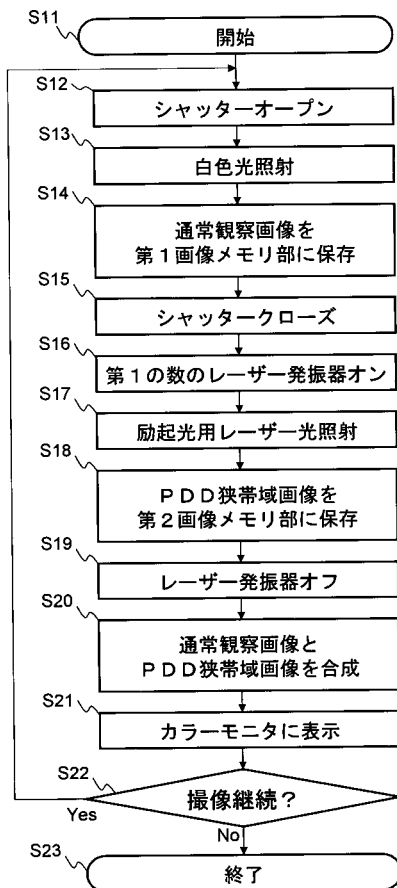 S11
開始
S12
シャッターオープン
S13
白色光照射
S14
通常観察画像を
第１画像メモリ部に保存
S15
シャッタークローズ
S16
第１の数のレーザー発振器オン
S17
励起光用レーザー光照射
S18
ＰＤＤ狭帯域画像を
第２画像メモリ部に保存
S19
レーザー発振器オフ
S20
通常観察画像と
ＰＤＤ狭帯域画像を合成
S21
カラーモニタに表示
S22
撮像継続？
Yes
No
S23
終了